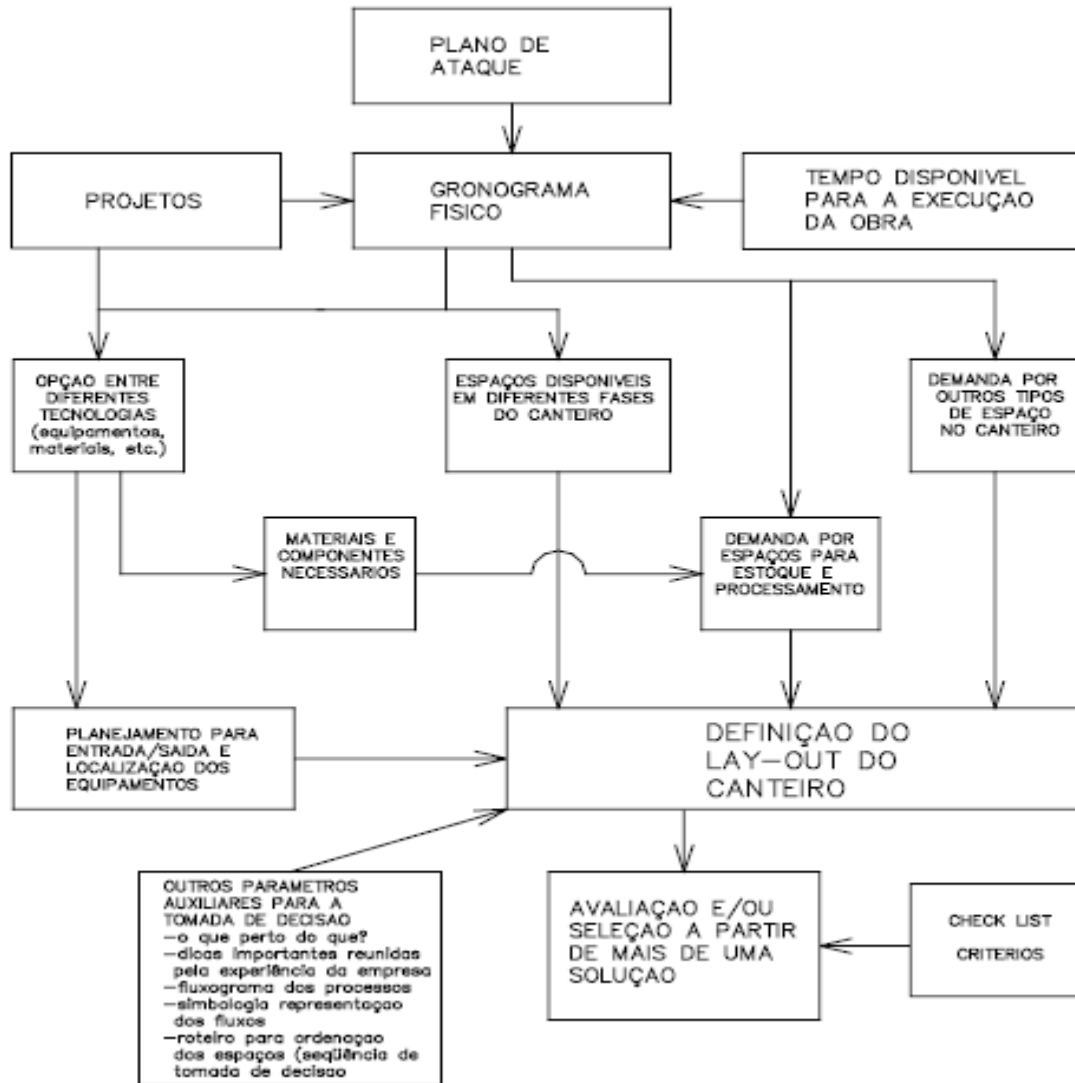 PLANO DE
ATAQUE
PROJETOS
GRONOGRAMA
FISICO
TEMPO DISPONIVEL
PARA A EXECUÇAO
DA OBRA
OPÇAO ENTRE
DIFERENTES
TECNOLOGIAS
(equipamentos,
materiais, etc.)
ESPAÇOS DISPONIVEIS
EM DIFERENTES FASES
DO CANTEIRO
DEMANDA POR
OUTROS TIPOS
DE ESPAÇO
NO CANTEIRO
MATERIAIS E
COMPONENTES
NECESSARIOS
DEMANDA POR
ESPAÇOS PARA
ESTOQUE E
PROCESSAMENTO
PLANEJAMENTO PARA
ENTRADA/SAIDA E
LOCALIZAÇAO DOS
EQUIPAMENTOS
DEFINIÇAO DO
LAY-OUT DO
CANTEIRO
OUTROS PARAMETROS
AUXILIARES PARA A
TOMADA DE DECISAO
-o que perto do que?
-dicas importantes reunidas
pela experiência da empresa
-fluxograma dos processos
-simbologia representaçao
dos fluxos
-roteiro para ordenaçao
dos espaços (seqüência de
tomada de decisao
AVALIAÇAO E/OU
SELEÇAO A PARTIR
DE MAIS DE UMA
SOLUÇAO
CHECK LIST
CRITERIOS